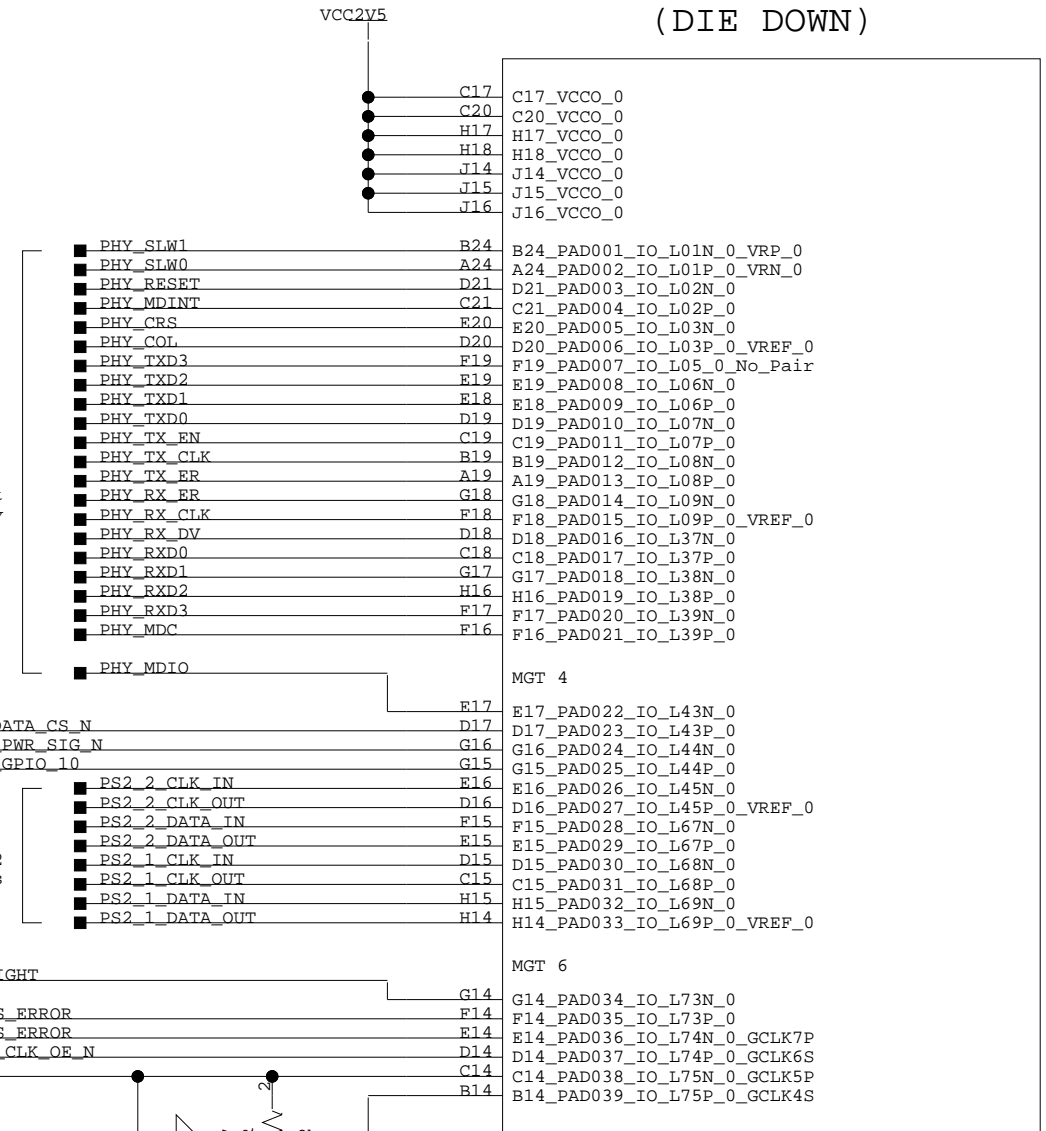 VCC2V5
(DIE DOWN)
C17 C17_VCCO_0
C20 C20_VCCO_0
H17 H17_VCCO_0
H18 H18_VCCO_0
J14 J14_VCCO_0
J15 J15_VCCO_0
J16 J16_VCCO_0
PHY_SLW1 B24 B24_PAD001_IO_L01N_0_VRP_0
PHY_SLW0 A24 A24_PAD002_IO_L01P_0_VRN_0
PHY_RESET D21 D21_PAD003_IO_L02N_0
PHY_MDINT C21 C21_PAD004_IO_L02P_0
PHY_CRS E20 E20_PAD005_IO_L03N_0
PHY_COL D20 D20_PAD006_IO_L03P_0_VREF_0
PHY_TXD3 F19 F19_PAD007_IO_L05_0_No_Pair
PHY_TXD2 E19 E19_PAD008_IO_L06N_0
PHY_TXD1 E18 E18_PAD009_IO_L06P_0
PHY_TXD0 D19 D19_PAD010_IO_L07N_0
PHY_TX_EN C19 C19_PAD011_IO_L07P_0
PHY_TX_CLK B19 B19_PAD012_IO_L08N_0
PHY_TX_ER A19 A19_PAD013_IO_L08P_0
PHY_RX_ER G18 G18_PAD014_IO_L09N_0
PHY_RX_CLK F18 F18_PAD015_IO_L09P_0_VREF_0
PHY_RX_DV D18 D18_PAD016_IO_L37N_0
PHY_RXD0 C18 C18_PAD017_IO_L37P_0
PHY_RXD1 G17 G17_PAD018_IO_L38N_0
PHY_RXD2 H16 H16_PAD019_IO_L38P_0
PHY_RXD3 F17 F17_PAD020_IO_L39N_0
PHY_MDC F16 F16_PAD021_IO_L39P_0
PHY_MDIO MGT 4
E17 E17_PAD022_IO_L43N_0
ATA_CS_N D17 D17_PAD023_IO_L43P_0
PWR_SIG_N G16 G16_PAD024_IO_L44N_0
GPIO_10 G15 G15_PAD025_IO_L44P_0
PS2_2_CLK_IN E16 E16_PAD026_IO_L45N_0
PS2_2_CLK_OUT D16 D16_PAD027_IO_L45P_0_VREF_0
PS2_2_DATA_IN F15 F15_PAD028_IO_L67N_0
PS2_2_DATA_OUT E15 E15_PAD029_IO_L67P_0
PS2_1_CLK_IN D15 D15_PAD030_IO_L68N_0
PS2_1_CLK_OUT C15 C15_PAD031_IO_L68P_0
PS2_1_DATA_IN H15 H15_PAD032_IO_L69N_0
PS2_1_DATA_OUT H14 H14_PAD033_IO_L69P_0_VREF_0
MGT 6
IGHT
G14 G14_PAD034_IO_L73N_0
S_ERROR F14 F14_PAD035_IO_L73P_0
S_ERROR E14 E14_PAD036_IO_L74N_0_GCLK7P
CLK_OE_N D14 D14_PAD037_IO_L74P_0_GCLK6S
C14 C14_PAD038_IO_L75N_0_GCLK5P
2
B14 B14_PAD039_IO_L75P_0_GCLK4S